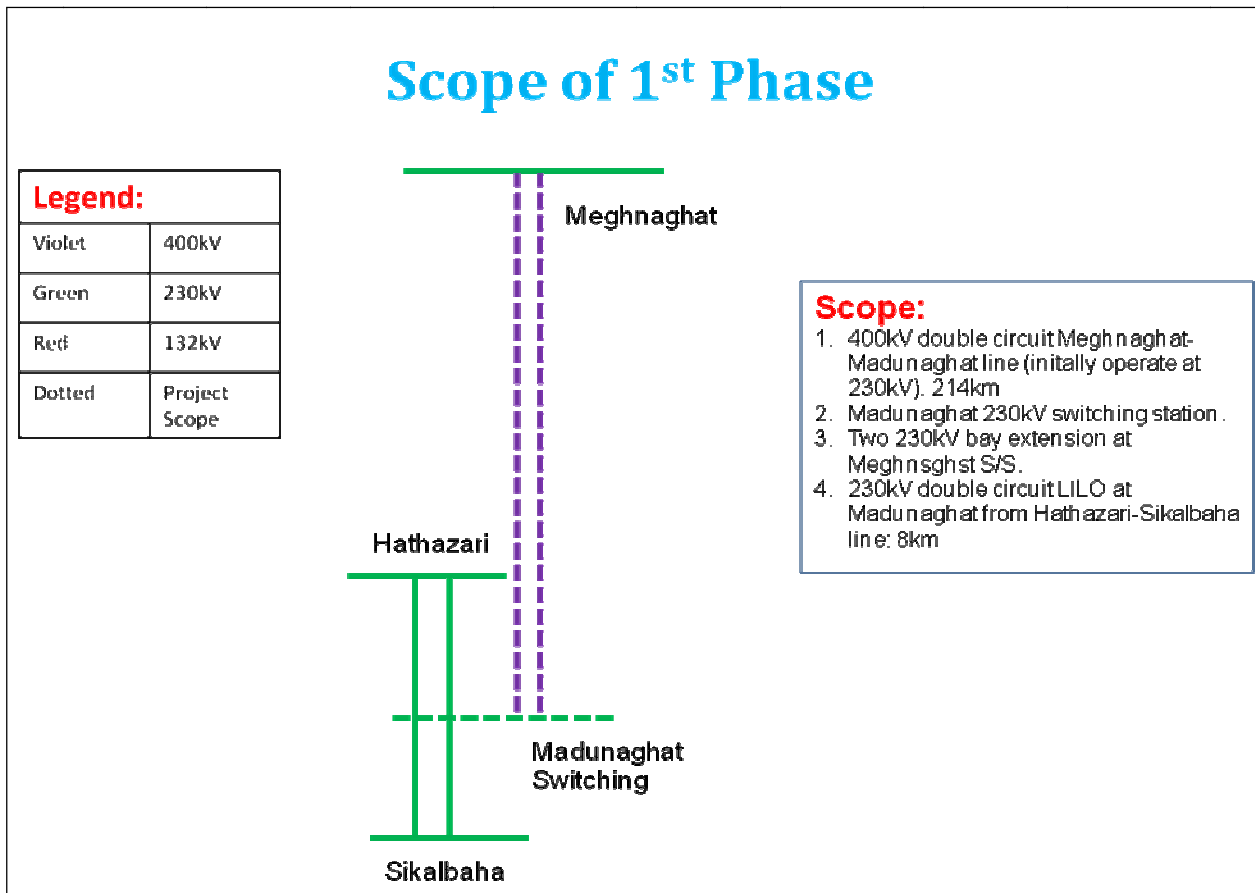 Scope of 1st Phase
Legend:
Violet 400kV
Green 230kV
Red 132kV
Dotted Project
Scope
Meghnaghat
Scope:
1. 400kV double circuit Meghnaghat-
Madunaghat line (initally operate at
230kV). 214km
2. Madunaghat 230kV switching station .
3. Two 230kV bay extension at
Meghnsghst S/S.
4. 230kV double circuit LILO at
Madunaghat from Hathazari-Sikalbaha
line: 8km
Hathazari
Madunaghat
Switching
Sikalbaha